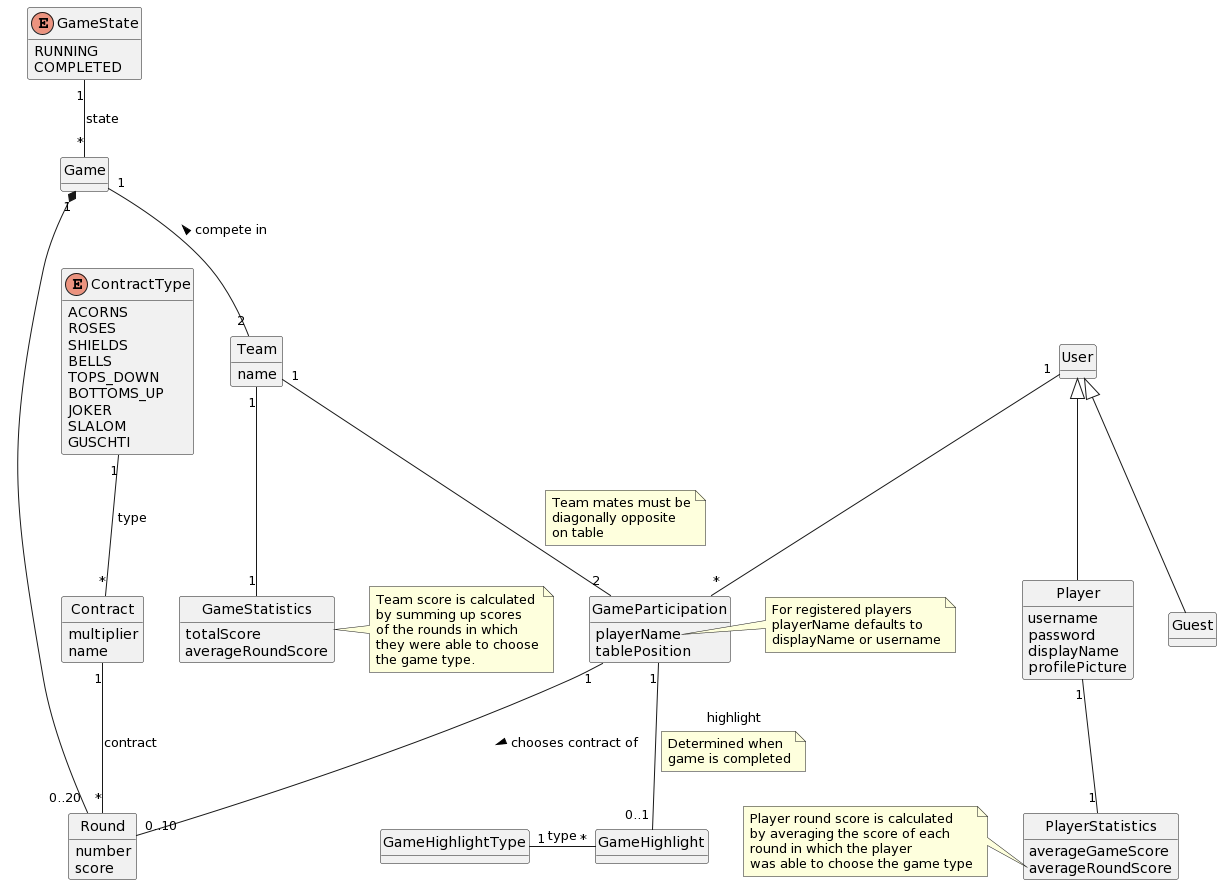 E GameState
RUNNING
COMPLETED
1
state
*
Game
1
1
compete in
E ContractType
ACORNS
ROSES
SHIELDS
BELLS
TOPS_DOWN
BOTTOMS_UP
JOKER
SLALOM
GUSCHTI
2
Team
name
1
1
User
1
1
type
*
Team mates must be
diagonally opposite
on table
1
2
*
Contract
multiplier
name
GameStatistics
totalScore
averageRoundScore
Team score is calculated
by summing up scores
of the rounds in which
they were able to choose
the game type.
GameParticipation
playerName
tablePosition
For registered players
playerName defaults to
displayName or username
Player
username
password
displayName
profilePicture
Guest
1
1
1
1
contract
chooses contract of
highlight
Determined when
game is completed
0..20
*
0..10
0..1
1
Round
number
score
GameHighlightType
1
type
*
GameHighlight
Player round score is calculated
by averaging the score of each
round in which the player
was able to choose the game type
PlayerStatistics
averageGameScore
averageRoundScore